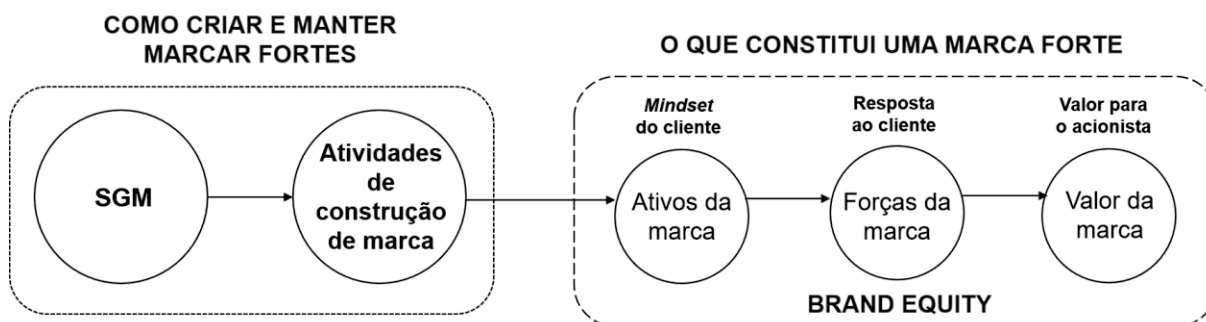 COMO CRIAR E MANTER
MARCAR FORTES
SGM
Atividades
de
construção
de marca
O QUE CONSTITUI UMA MARCA FORTE
Mindset
do cliente
Resposta
ao cliente
Valor para
o acionista
Ativos da
marca
Forças da
marca
Valor da
marca
BRAND EQUITY